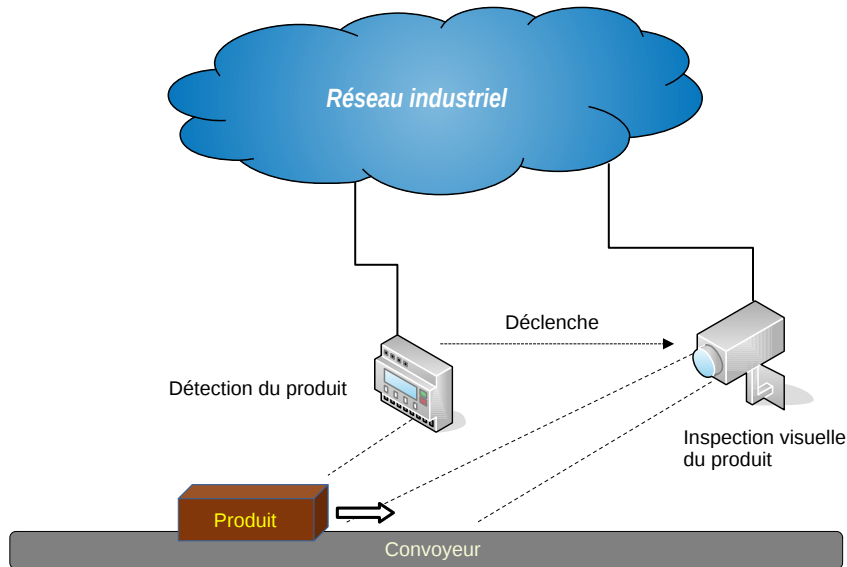 Réseau industriel
Déclenche
Détection du produit
Inspection visuelle
du produit
Produit
Convoyeur